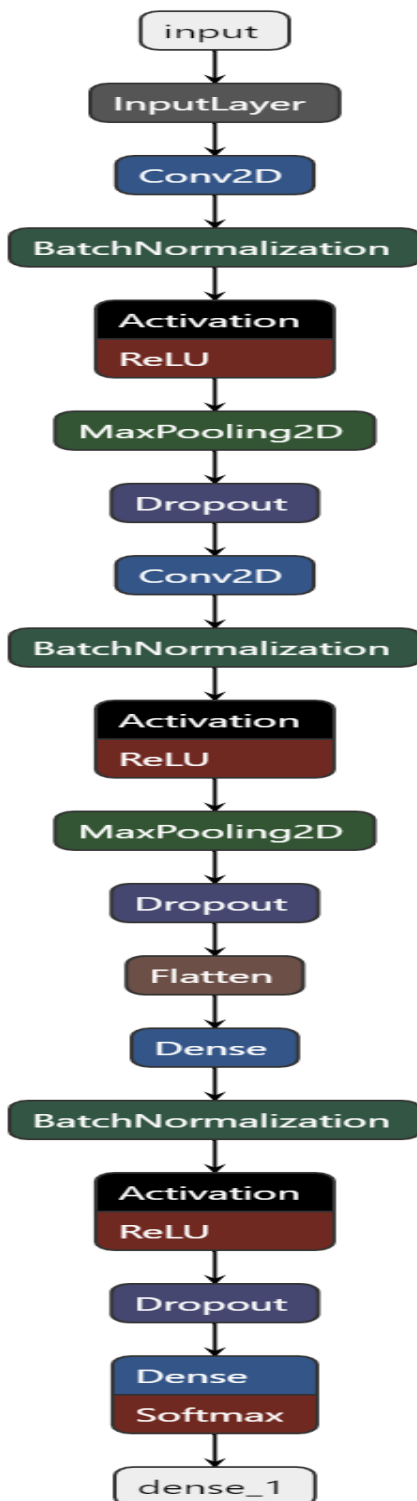 input
InputLayer
Conv2D
BatchNormalization
Activation
ReLU
MaxPooling2D
Dropout
Conv2D
BatchNormalization
Activation
ReLU
MaxPooling2D
Dropout
Flatten
Dense
BatchNormalization
Activation
ReLU
Dropout
Dense
Softmax
dense_1